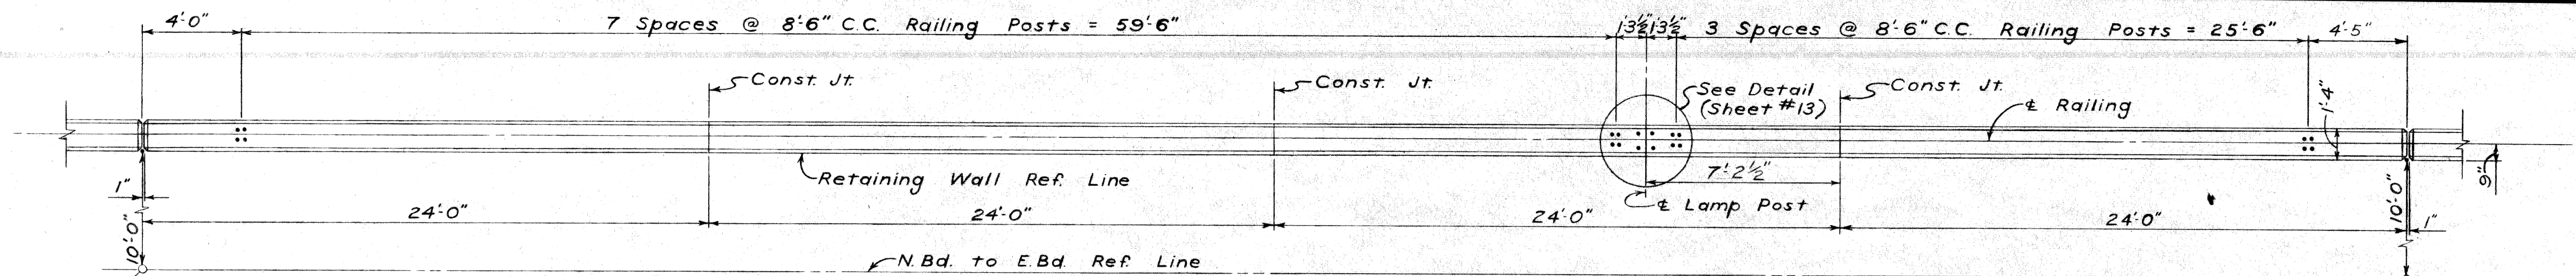 4'-0"
7 Spaces @ 8'-6" C.C. Railing Posts = 59'-6"
1'3½"
1'3½"
3 Spaces @ 8'-6" C.C. Railing Posts = 25'-6"
4'-5"
Const. Jt.
Const. Jt.
See Detail
(Sheet #13)
Const. Jt.
℄ Railing
1'-4"
Retaining Wall Ref. Line
7'-2½"
1"
9"
24'-0"
24'-0"
24'-0"
℄ Lamp Post
24'-0"
10'-0"
1"
10'-0"
N.Bd. to E.Bd. Ref. Line